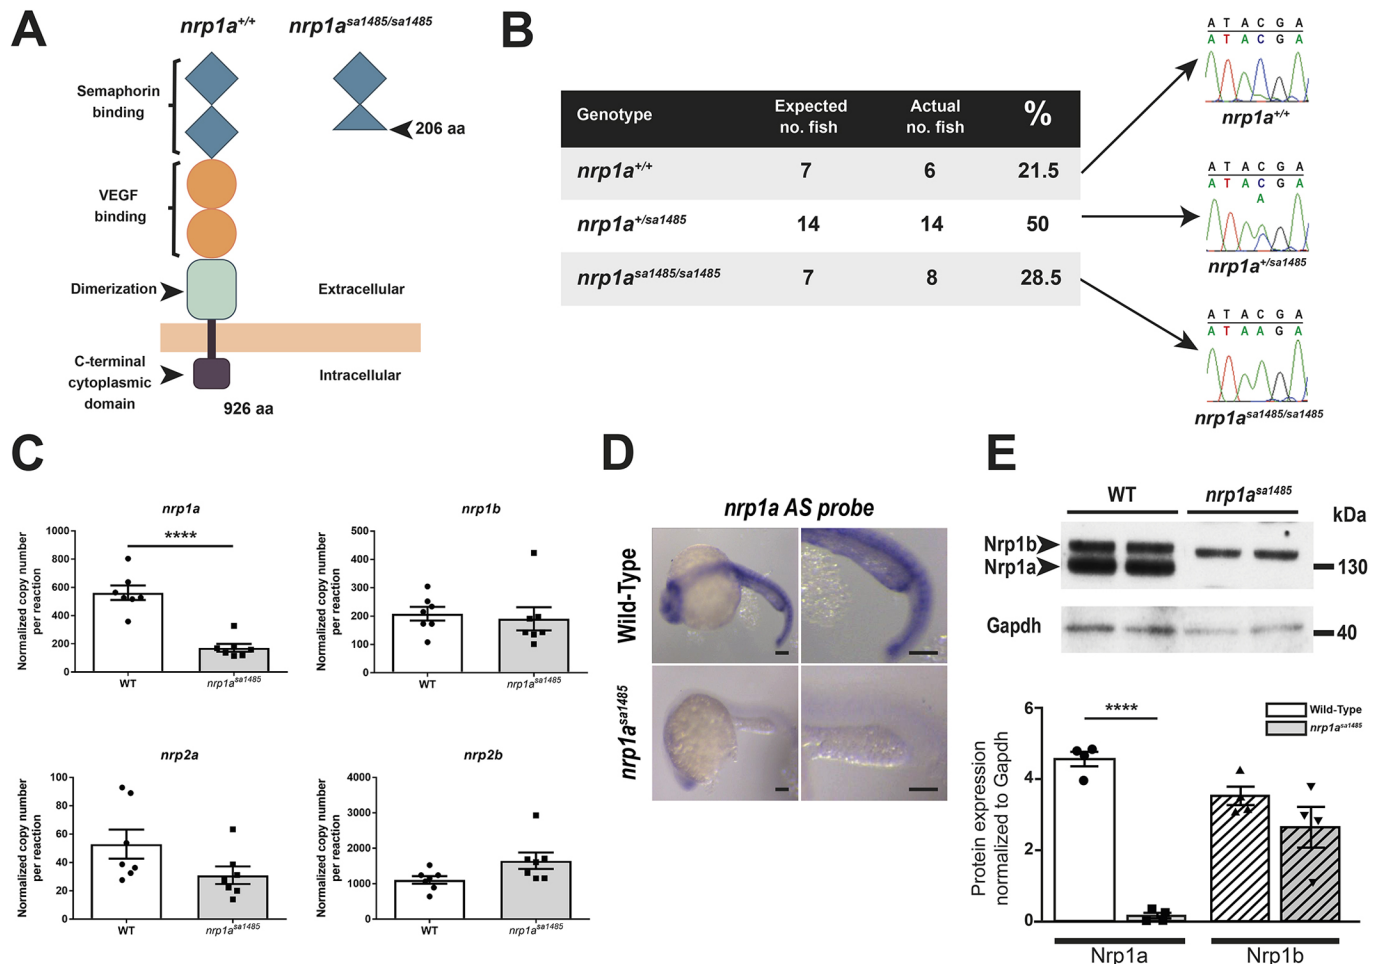 A
nrp1a+/+
nrp1asa1485/sa1485
Semaphorin
binding
206 aa
VEGF
binding
Dimerization
Extracellular
C-terminal
cytoplasmic
domain
Intracellular
926 aa
B
Genotype
Expected
no. fish
Actual
no. fish
%
nrp1a+/+ 7 6 21.5
nrp1a+/sa1485 14 14 50
nrp1asa1485/sa1485 7 8 28.5
A T A C G A
A T A C G A
nrp1a+/+
A T A C G A
A T A C G A
A
nrp1a+/sa1485
A T A C G A
A T A A G A
nrp1asa1485/sa1485
C
nrp1a
Normalized copy number
per reaction
1000
800
600
400
200
0
****
WT
nrp1asa1485
nrp1b
Normalized copy number
per reaction
500
400
300
200
100
0
WT
nrp1asa1485
nrp2a
Normalized copy number
per reaction
100
80
60
40
20
0
WT
nrp1asa1485
nrp2b
Normalized copy number
per reaction
4000
3000
2000
1000
0
WT
nrp1asa1485
D
nrp1a AS probe
Wild-Type
nrp1asa1485
E
WT
nrp1asa1485
kDa
Nrp1b
Nrp1a
130
Gapdh
40
Protein expression
normalized to Gapdh
6
4
2
0
****
Wild-Type
nrp1asa1485
Nrp1a
Nrp1b